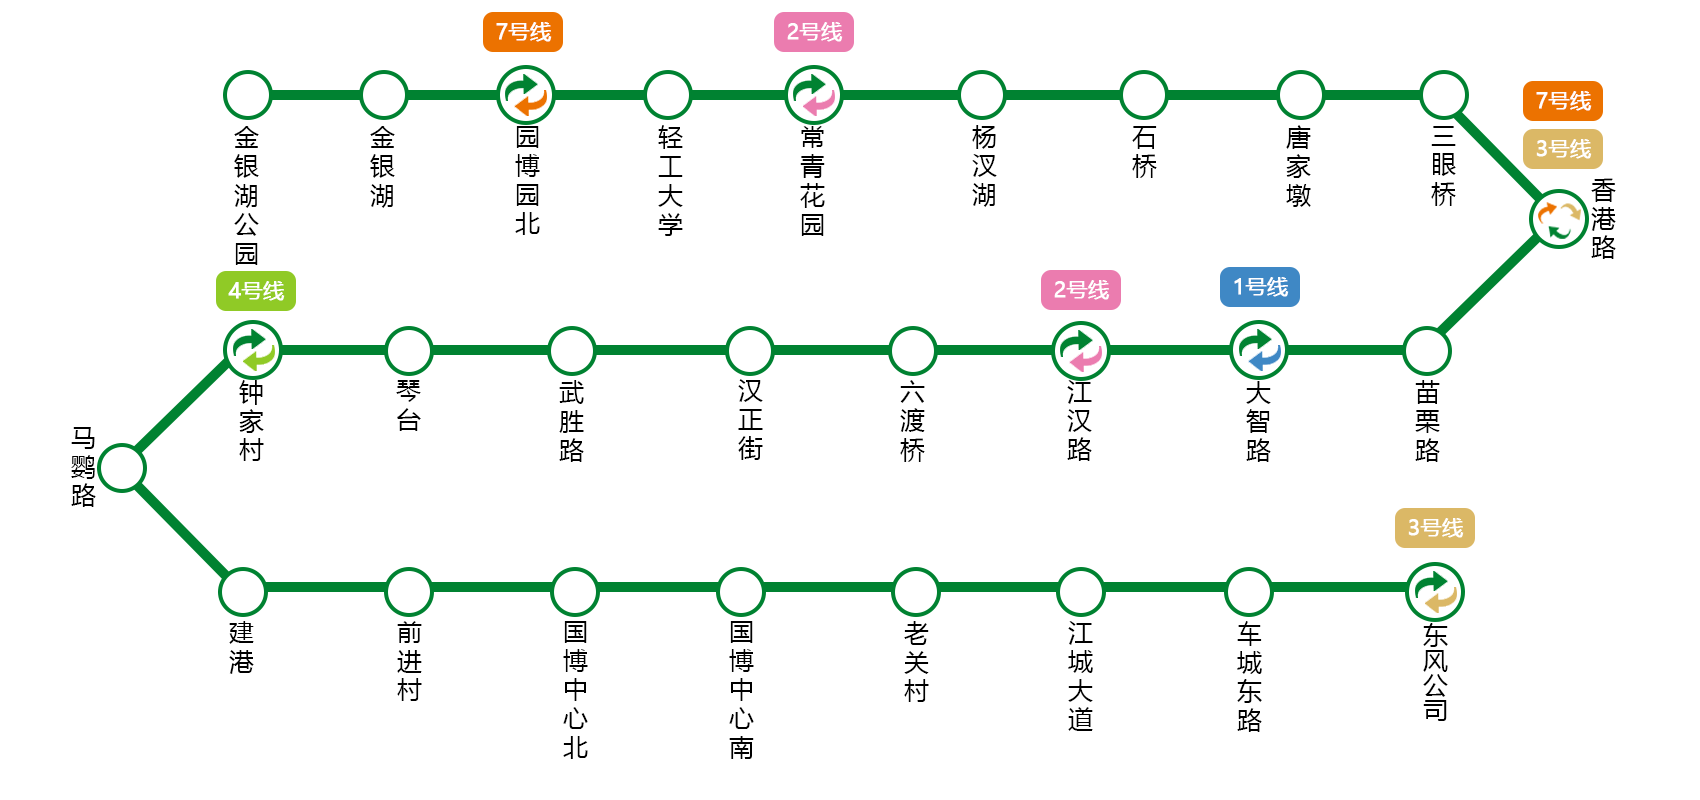 7号线
2号线
金银湖公园
金银湖
园博园北
轻工大学
常青花园
杨汊湖
石桥
唐家墩
三眼桥
7号线
3号线
香港路
4号线
2号线
1号线
钟家村
琴台
武胜路
汉正街
六渡桥
江汉路
大智路
苗栗路
马鹦路
3号线
建港
前进村
国博中心北
国博中心南
老关村
江城大道
车城东路
东风公司